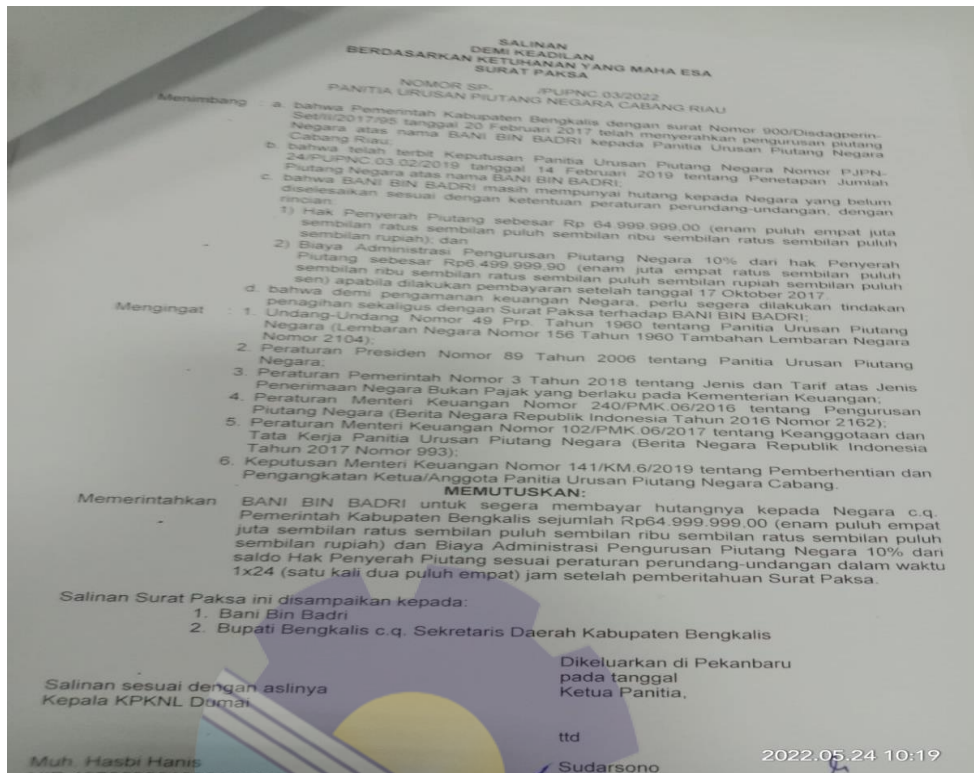 SALINAN
DEMI KEADILAN
BERDASARKAN KETUHANAN YANG MAHA ESA
SURAT PAKSA
NOMOR SP- /PUPNC.03/2022
PANITIA URUSAN PIUTANG NEGARA CABANG RIAU
Menimbang : a. bahwa Pemerintah Kabupaten Bengkalis dengan surat Nomor 900/Disdagperin-
Set/II/2017/95 tanggal 20 Februari 2017 telah menyerahkan pengurusan piutang
Negara atas nama BANI BIN BADRI kepada Panitia Urusan Piutang Negara
Cabang Riau;
b. bahwa telah terbit Keputusan Panitia Urusan Piutang Negara Nomor PJPN-
24/PUPNC.03.02/2019 tanggal 14 Februari 2019 tentang Penetapan Jumlah
Piutang Negara atas nama BANI BIN BADRI;
c. bahwa BANI BIN BADRI masih mempunyai hutang kepada Negara yang belum
diselesaikan sesuai dengan ketentuan peraturan perundang-undangan, dengan
rincian:
1) Hak Penyerah Piutang sebesar Rp 64.999.999,00 (enam puluh empat juta
sembilan ratus sembilan puluh sembilan ribu sembilan ratus sembilan puluh
sembilan rupiah); dan
2) Biaya Administrasi Pengurusan Piutang Negara 10% dari hak Penyerah
Piutang sebesar Rp6.499.999,90 (enam juta empat ratus sembilan puluh
sembilan ribu sembilan ratus sembilan puluh sembilan rupiah sembilan puluh
sen) apabila dilakukan pembayaran setelah tanggal 17 Oktober 2017.
d. bahwa demi pengamanan keuangan Negara, perlu segera dilakukan tindakan
penagihan sekaligus dengan Surat Paksa terhadap BANI BIN BADRI;
Mengingat : 1. Undang-Undang Nomor 49 Prp. Tahun 1960 tentang Panitia Urusan Piutang
Negara (Lembaran Negara Nomor 156 Tahun 1960 Tambahan Lembaran Negara
Nomor 2104);
2. Peraturan Presiden Nomor 89 Tahun 2006 tentang Panitia Urusan Piutang
Negara;
3. Peraturan Pemerintah Nomor 3 Tahun 2018 tentang Jenis dan Tarif atas Jenis
Penerimaan Negara Bukan Pajak yang berlaku pada Kementerian Keuangan;
4. Peraturan Menteri Keuangan Nomor 240/PMK.06/2016 tentang Pengurusan
Piutang Negara (Berita Negara Republik Indonesia Tahun 2016 Nomor 2162);
5. Peraturan Menteri Keuangan Nomor 102/PMK.06/2017 tentang Keanggotaan dan
Tata Kerja Panitia Urusan Piutang Negara (Berita Negara Republik Indonesia
Tahun 2017 Nomor 993);
6. Keputusan Menteri Keuangan Nomor 141/KM.6/2019 tentang Pemberhentian dan
Pengangkatan Ketua/Anggota Panitia Urusan Piutang Negara Cabang.
MEMUTUSKAN:
Memerintahkan BANI BIN BADRI untuk segera membayar hutangnya kepada Negara c.q.
Pemerintah Kabupaten Bengkalis sejumlah Rp64.999.999,00 (enam puluh empat
juta sembilan ratus sembilan puluh sembilan ribu sembilan ratus sembilan puluh
sembilan rupiah) dan Biaya Administrasi Pengurusan Piutang Negara 10% dari
saldo Hak Penyerah Piutang sesuai peraturan perundang-undangan dalam waktu
1x24 (satu kali dua puluh empat) jam setelah pemberitahuan Surat Paksa.
Salinan Surat Paksa ini disampaikan kepada:
1. Bani Bin Badri
2. Bupati Bengkalis c.q. Sekretaris Daerah Kabupaten Bengkalis
Dikeluarkan di Pekanbaru
pada tanggal
Ketua Panitia,
Salinan sesuai dengan aslinya
Kepala KPKNL Dumai
ttd
Muh. Hasbi Hanis
Sudarsono
2022.05.24 10:19